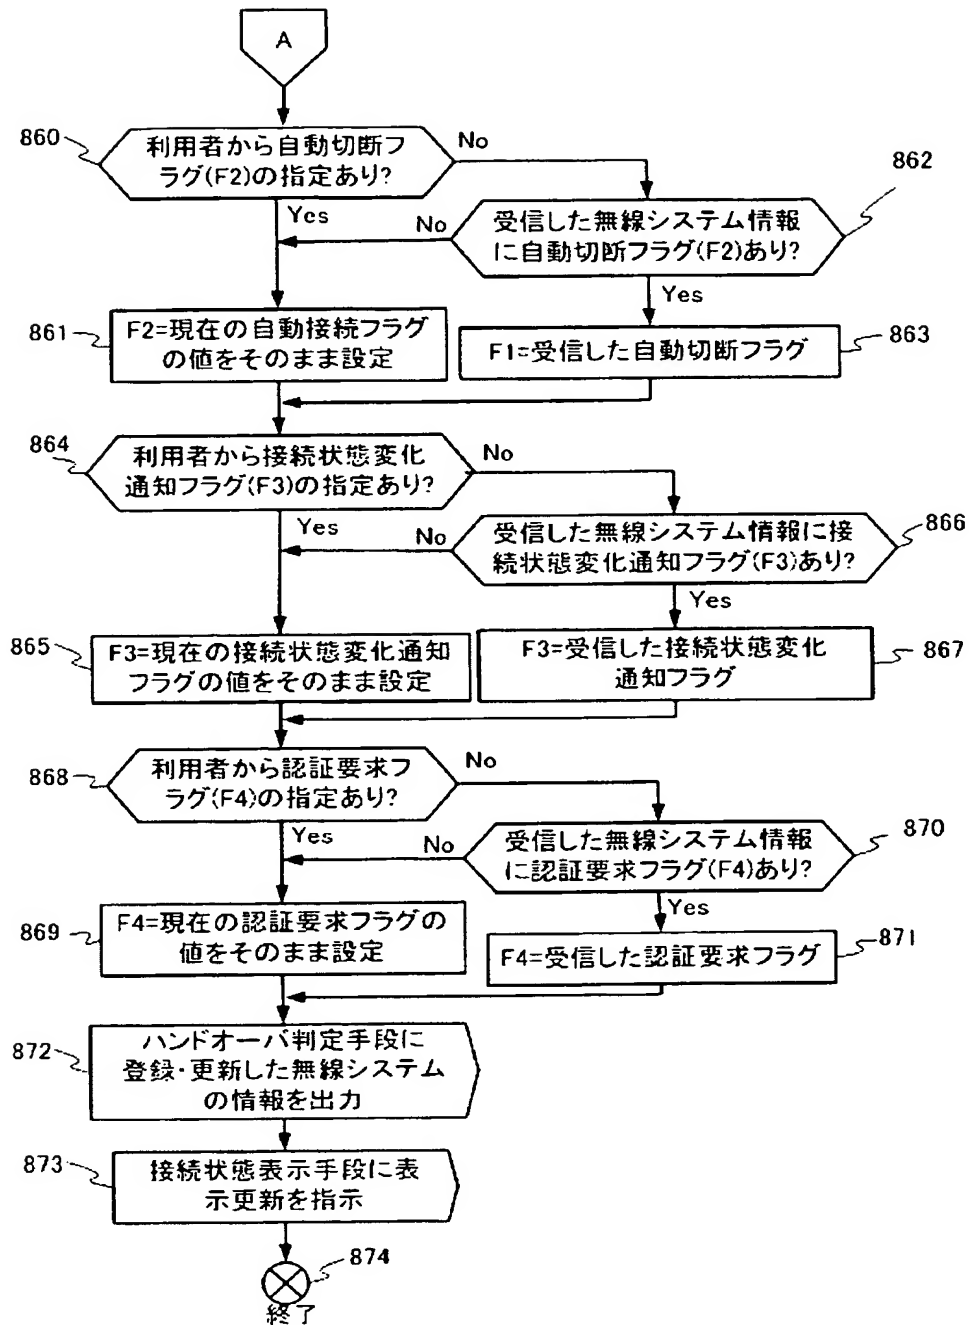 A
860
利用者から自動切断フ
ラグ(F2)の指定あり?
No
862
Yes
No
受信した無線システム情報
に自動切断フラグ(F2)あり?
Yes
861
F2=現在の自動接続フラグ
の値をそのまま設定
F1=受信した自動切断フラグ
863
864
利用者から接続状態変化
通知フラグ(F3)の指定あり?
No
Yes
No
受信した無線システム情報に接
続状態変化通知フラグ(F3)あり?
866
Yes
865
F3=現在の接続状態変化通知
フラグの値をそのまま設定
F3=受信した接続状態変化
通知フラグ
867
868
利用者から認証要求フ
ラグ(F4)の指定あり?
No
Yes
No
受信した無線システム情報
に認証要求フラグ(F4)あり?
870
Yes
869
F4=現在の認証要求フラグの
値をそのまま設定
F4=受信した認証要求フラグ
871
872
ハンドオーバ判定手段に
登録・更新した無線システム
の情報を出力
873
接続状態表示手段に表
示更新を指示
874
終了